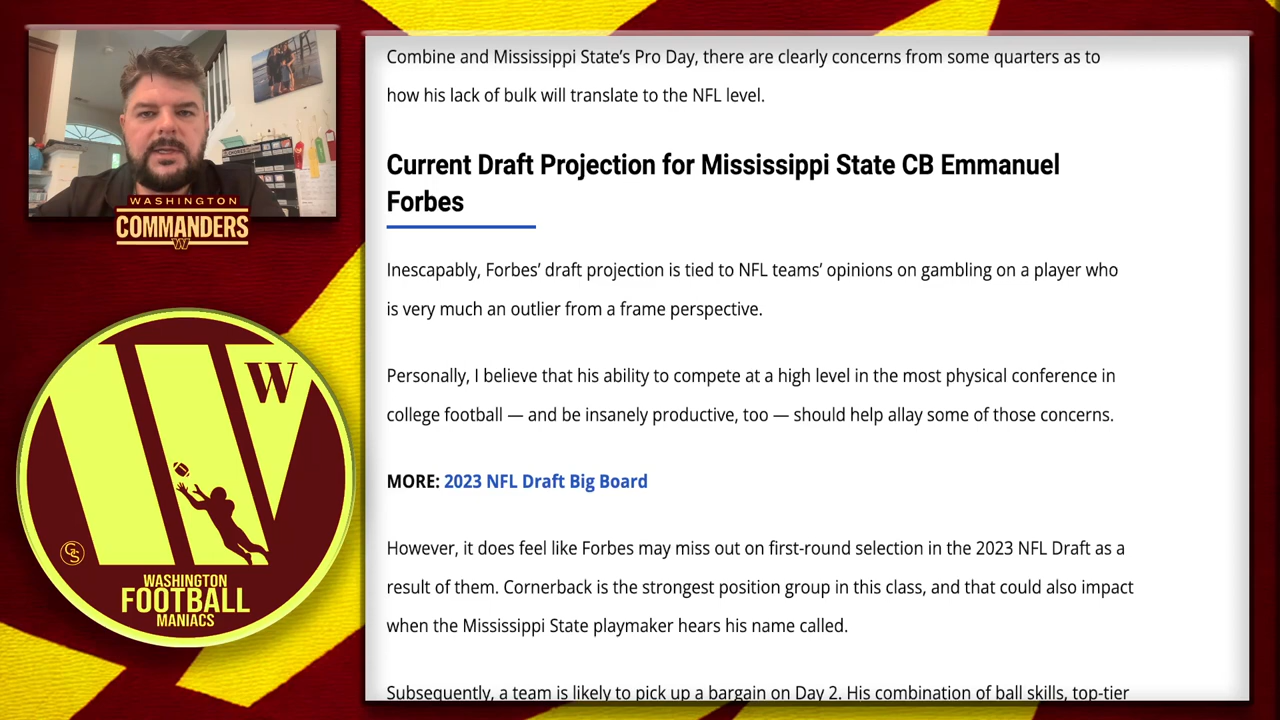 Combine and Mississippi State’s Pro Day, there are clearly concerns from some quarters as to
how his lack of bulk will translate to the NFL level.
Current Draft Projection for Mississippi State CB Emmanuel
Forbes
Inescapably, Forbes’ draft projection is tied to NFL teams’ opinions on gambling on a player who
is very much an outlier from a frame perspective.
Personally, I believe that his ability to compete at a high level in the most physical conference in
college football — and be insanely productive, too — should help allay some of those concerns.
MORE: 2023 NFL Draft Big Board
However, it does feel like Forbes may miss out on first-round selection in the 2023 NFL Draft as a
result of them. Cornerback is the strongest position group in this class, and that could also impact
when the Mississippi State playmaker hears his name called.
Subsequently, a team is likely to pick up a bargain on Day 2. His combination of ball skills, top-tier
WASHINGTON
COMMANDERS
W
W
WASHINGTON
FOOTBALL
MANIACS